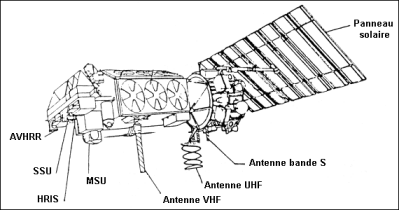 Panneau
solaire
AVHRR
SSU
HRIS
MSU
Antenne VHF
Antenne UHF
Antenne bande S